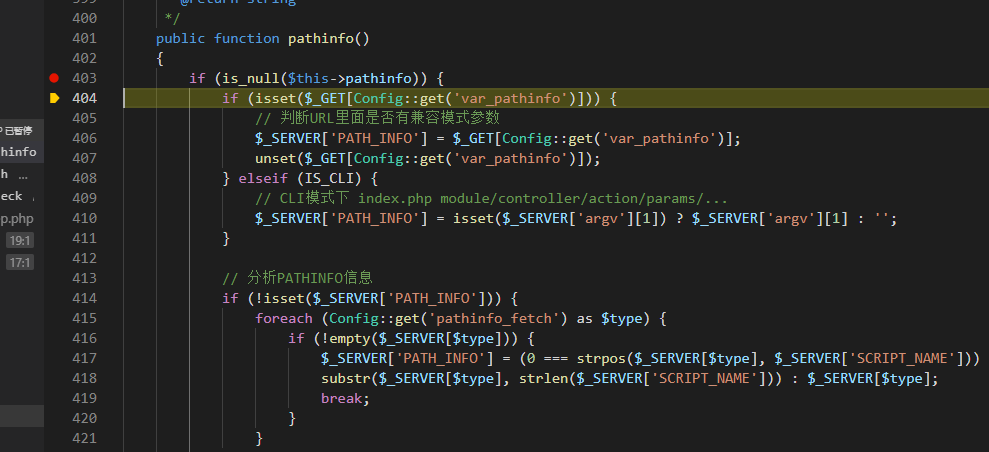 399 * @return string
400 */
401 public function pathinfo()
402 {
403 if (is_null($this->pathinfo)) {
404 if (isset($_GET[Config::get('var_pathinfo')])) {
已暂停
405 // 判断URL里面是否有兼容模式参数
406 $_SERVER['PATH_INFO'] = $_GET[Config::get('var_pathinfo')];
hinfo
407 unset($_GET[Config::get('var_pathinfo')]);
h ...
408 } elseif (IS_CLI) {
eck
409 // CLI模式下 index.php module/controller/action/params/...
p.php
410 $_SERVER['PATH_INFO'] = isset($_SERVER['argv'][1]) ? $_SERVER['argv'][1] : '';
19:1
411 }
17:1
412
413 // 分析PATHINFO信息
414 if (!isset($_SERVER['PATH_INFO'])) {
415 foreach (Config::get('pathinfo_fetch') as $type) {
416 if (!empty($_SERVER[$type])) {
417 $_SERVER['PATH_INFO'] = (0 === strpos($_SERVER[$type], $_SERVER['SCRIPT_NAME']))
418 substr($_SERVER[$type], strlen($_SERVER['SCRIPT_NAME'])) : $_SERVER[$type];
419 break;
420 }
421 }